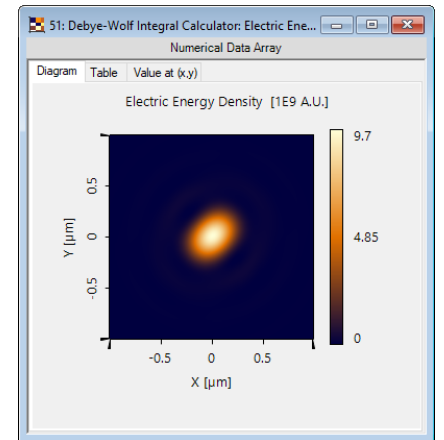 51: Debye-Wolf Integral Calculator: Electric Ene...
Numerical Data Array
Diagram Table Value at (x,y)
Electric Energy Density [1E9 A.U.]
9.7
0.5
4.85
0
Y [µm]
-0.5
0
-0.5 0 0.5
X [µm]